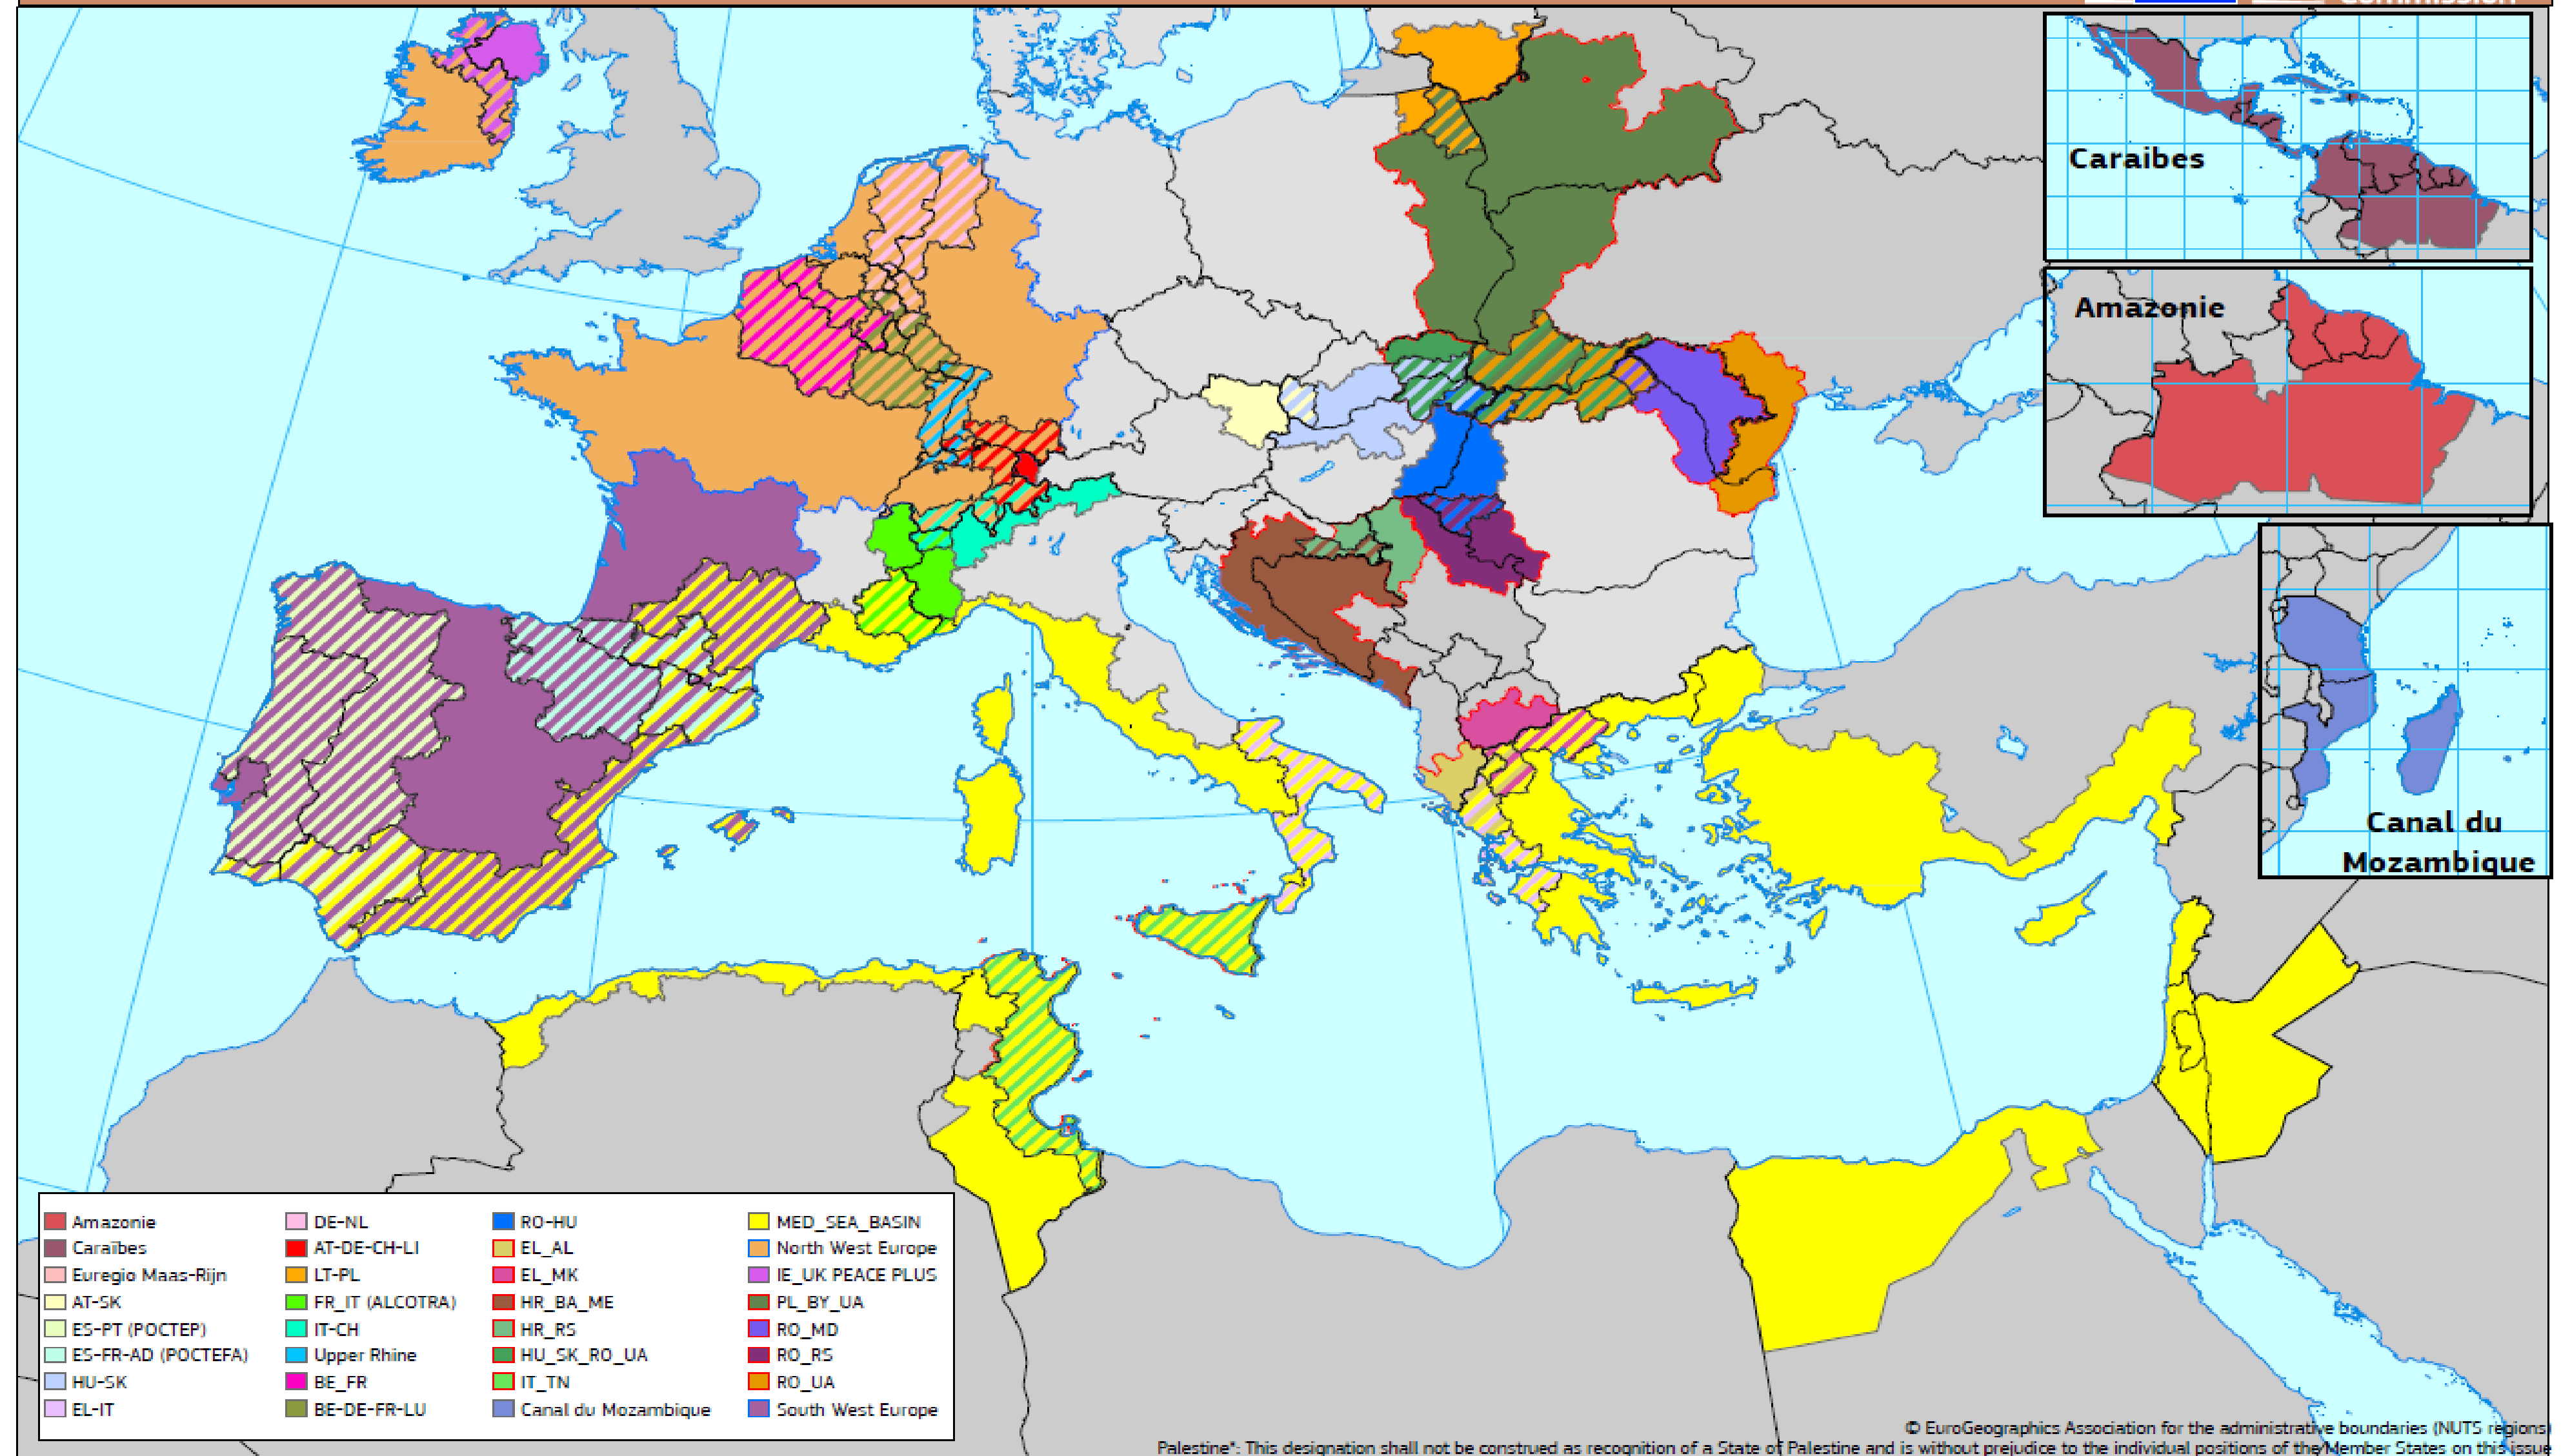 Caraibes
Amazonie
Canal du
Mozambique
Amazonie
Caraïbes
Euregio Maas-Rijn
AT-SK
ES-PT (POCTEP)
ES-FR-AD (POCTEFA)
HU-SK
EL-IT
DE-NL
AT-DE-CH-LI
LT-PL
FR_IT (ALCOTRA)
IT-CH
Upper Rhine
BE_FR
BE-DE-FR-LU
RO-HU
EL_AL
EL_MK
HR_BA_ME
HR_RS
HU_SK_RO_UA
IT_TN
Canal du Mozambique
MED_SEA_BASIN
North West Europe
IE_UK PEACE PLUS
PL_BY_UA
RO_MD
RO_RS
RO_UA
South West Europe
© EuroGeographics Association for the administrative boundaries (NUTS regions)
Palestine*: This designation shall not be construed as recognition of a State of Palestine and is without prejudice to the individual positions of the Member States on this issue